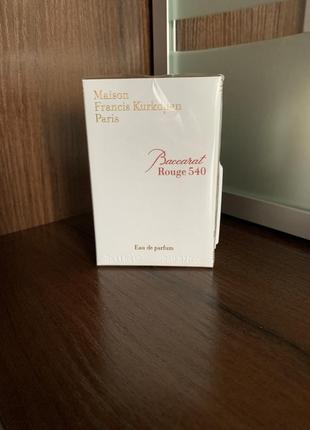 Maison
Francis Kurkdjian
Paris
Baccarat
Rouge 540
Eau de parfum